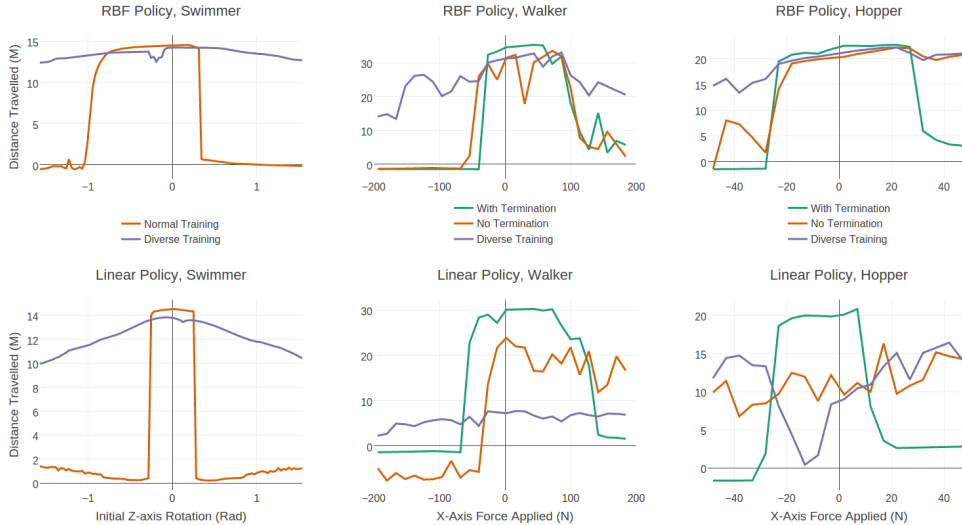 RBF Policy, Swimmer
RBF Policy, Walker
RBF Policy, Hopper
Distance Travelled (M)
15
10
5
0
−1
0
1
30
20
10
0
−200
−100
0
100
200
20
15
10
5
0
−40
−20
0
20
40
Normal Training
Diverse Training
With Termination
No Termination
Diverse Training
With Termination
No Termination
Diverse Training
Linear Policy, Swimmer
Linear Policy, Walker
Linear Policy, Hopper
Distance Travelled (M)
14
12
10
8
6
4
2
0
−1
0
1
Initial Z-axis Rotation (Rad)
30
20
10
0
−200
−100
0
100
200
X-Axis Force Applied (N)
20
15
10
5
0
−40
−20
0
20
40
X-Axis Force Applied (N)